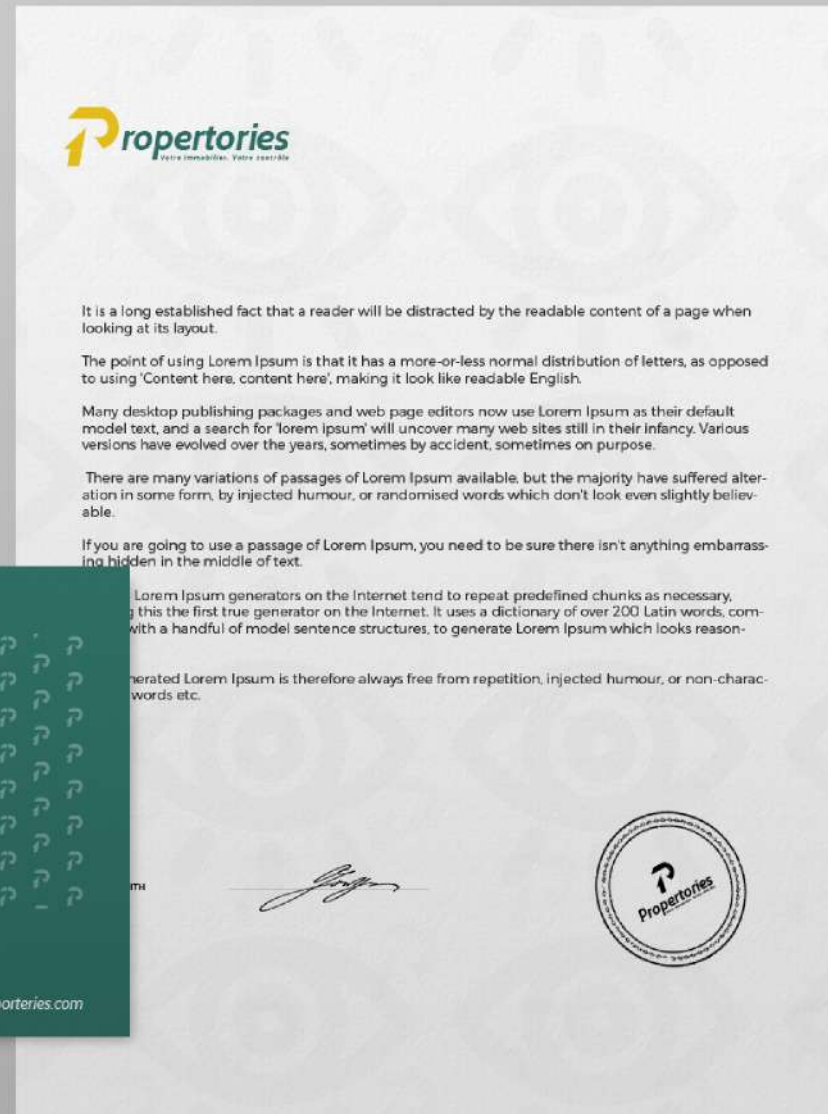 Propertories
Votre immobilier. Votre contrôle
It is a long established fact that a reader will be distracted by the readable content of a page when
looking at its layout.
The point of using Lorem Ipsum is that it has a more-or-less normal distribution of letters, as opposed
to using 'Content here, content here', making it look like readable English.
Many desktop publishing packages and web page editors now use Lorem Ipsum as their default
model text, and a search for 'lorem ipsum' will uncover many web sites still in their infancy. Various
versions have evolved over the years, sometimes by accident, sometimes on purpose.
There are many variations of passages of Lorem Ipsum available, but the majority have suffered alter-
ation in some form, by injected humour, or randomised words which don't look even slightly believ-
able.
If you are going to use a passage of Lorem Ipsum, you need to be sure there isn't anything embarrass-
ing hidden in the middle of text.
Lorem Ipsum generators on the Internet tend to repeat predefined chunks as necessary,
this the first true generator on the Internet. It uses a dictionary of over 200 Latin words, com-
with a handful of model sentence structures, to generate Lorem Ipsum which looks reason-
nerated Lorem Ipsum is therefore always free from repetition, injected humour, or non-charac-
words etc.
ITH
Propertories
orteries.com